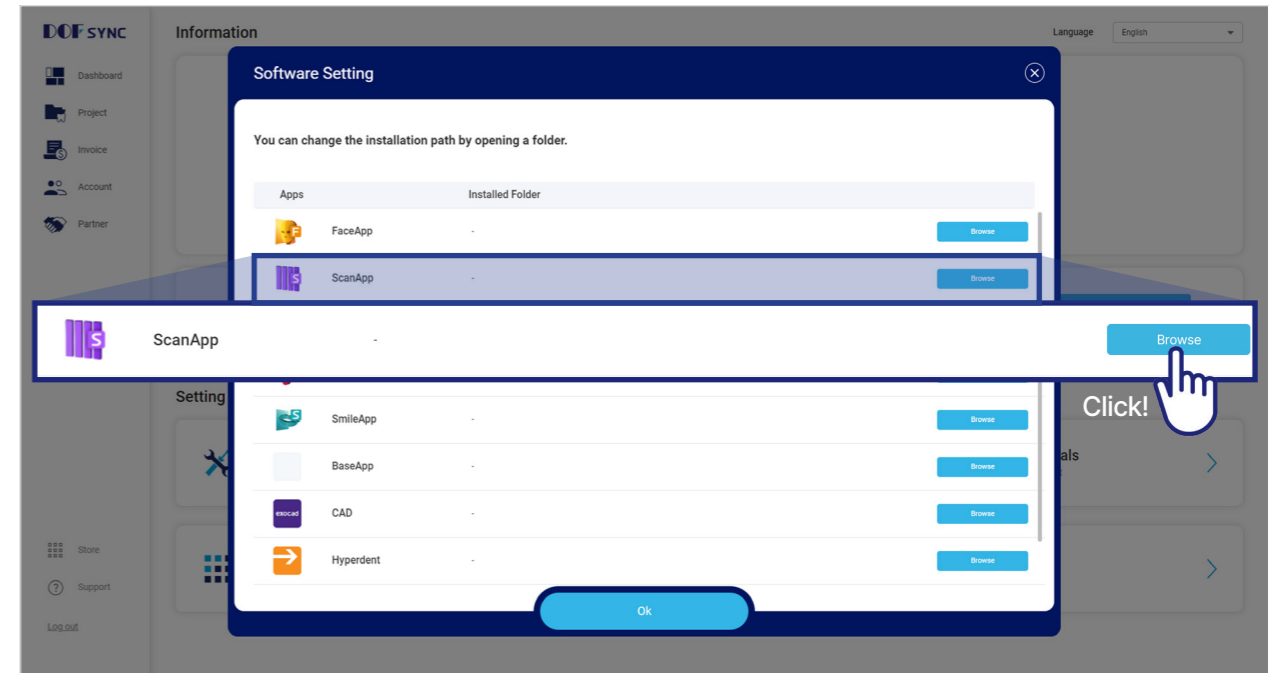 DOF SYNC
Information
Language
English
Dashboard
Project
Invoice
Account
Partner
Software Setting
You can change the installation path by opening a folder.
Apps Installed Folder
F
FaceApp - Browse
S
ScanApp - Browse
S
ScanApp - Browse
Click!
Setting
S
SmileApp - Browse
BaseApp - Browse
exocad
CAD - Browse
Hyperdent - Browse
Ok
als
Store
?
Support
Log out